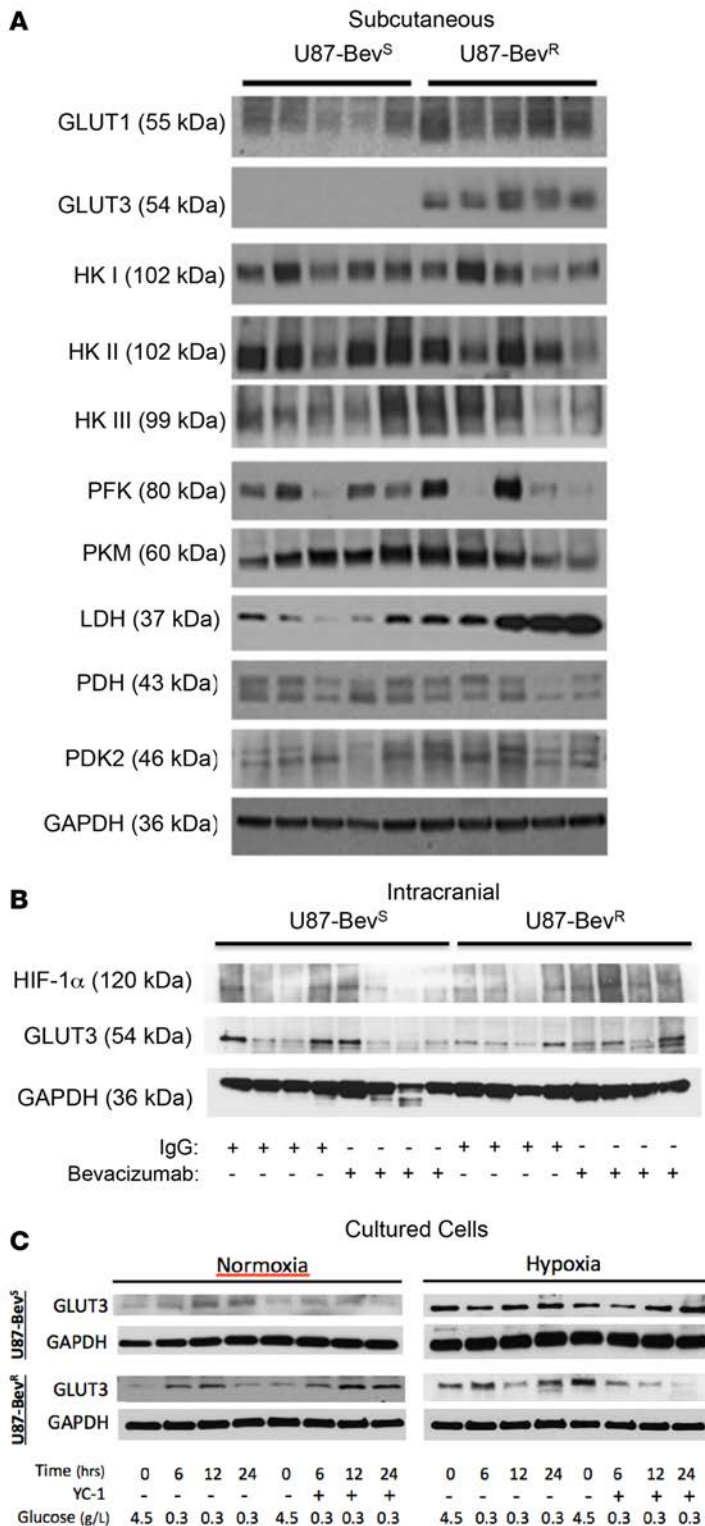 A
Subcutaneous
U87-Bevˢ U87-Bevᴿ
GLUT1 (55 kDa)
GLUT3 (54 kDa)
HK I (102 kDa)
HK II (102 kDa)
HK III (99 kDa)
PFK (80 kDa)
PKM (60 kDa)
LDH (37 kDa)
PDH (43 kDa)
PDK2 (46 kDa)
GAPDH (36 kDa)
B
Intracranial
U87-Bevˢ U87-Bevᴿ
HIF-1α (120 kDa)
GLUT3 (54 kDa)
GAPDH (36 kDa)
IgG: + + + + - - - - + + + + - - - -
Bevacizumab: - - - - + + + + - - - - + + + +
C
Cultured Cells
Normoxia Hypoxia
U87-Bevˢ
GLUT3
GAPDH
U87-Bevᴿ
GLUT3
GAPDH
Time (hrs) 0 6 12 24 0 6 12 24 0 6 12 24 0 6 12 24
YC-1 - - - - - + + + - - - - - + + +
Glucose (g/L) 4.5 0.3 0.3 0.3 4.5 0.3 0.3 0.3 4.5 0.3 0.3 0.3 4.5 0.3 0.3 0.3